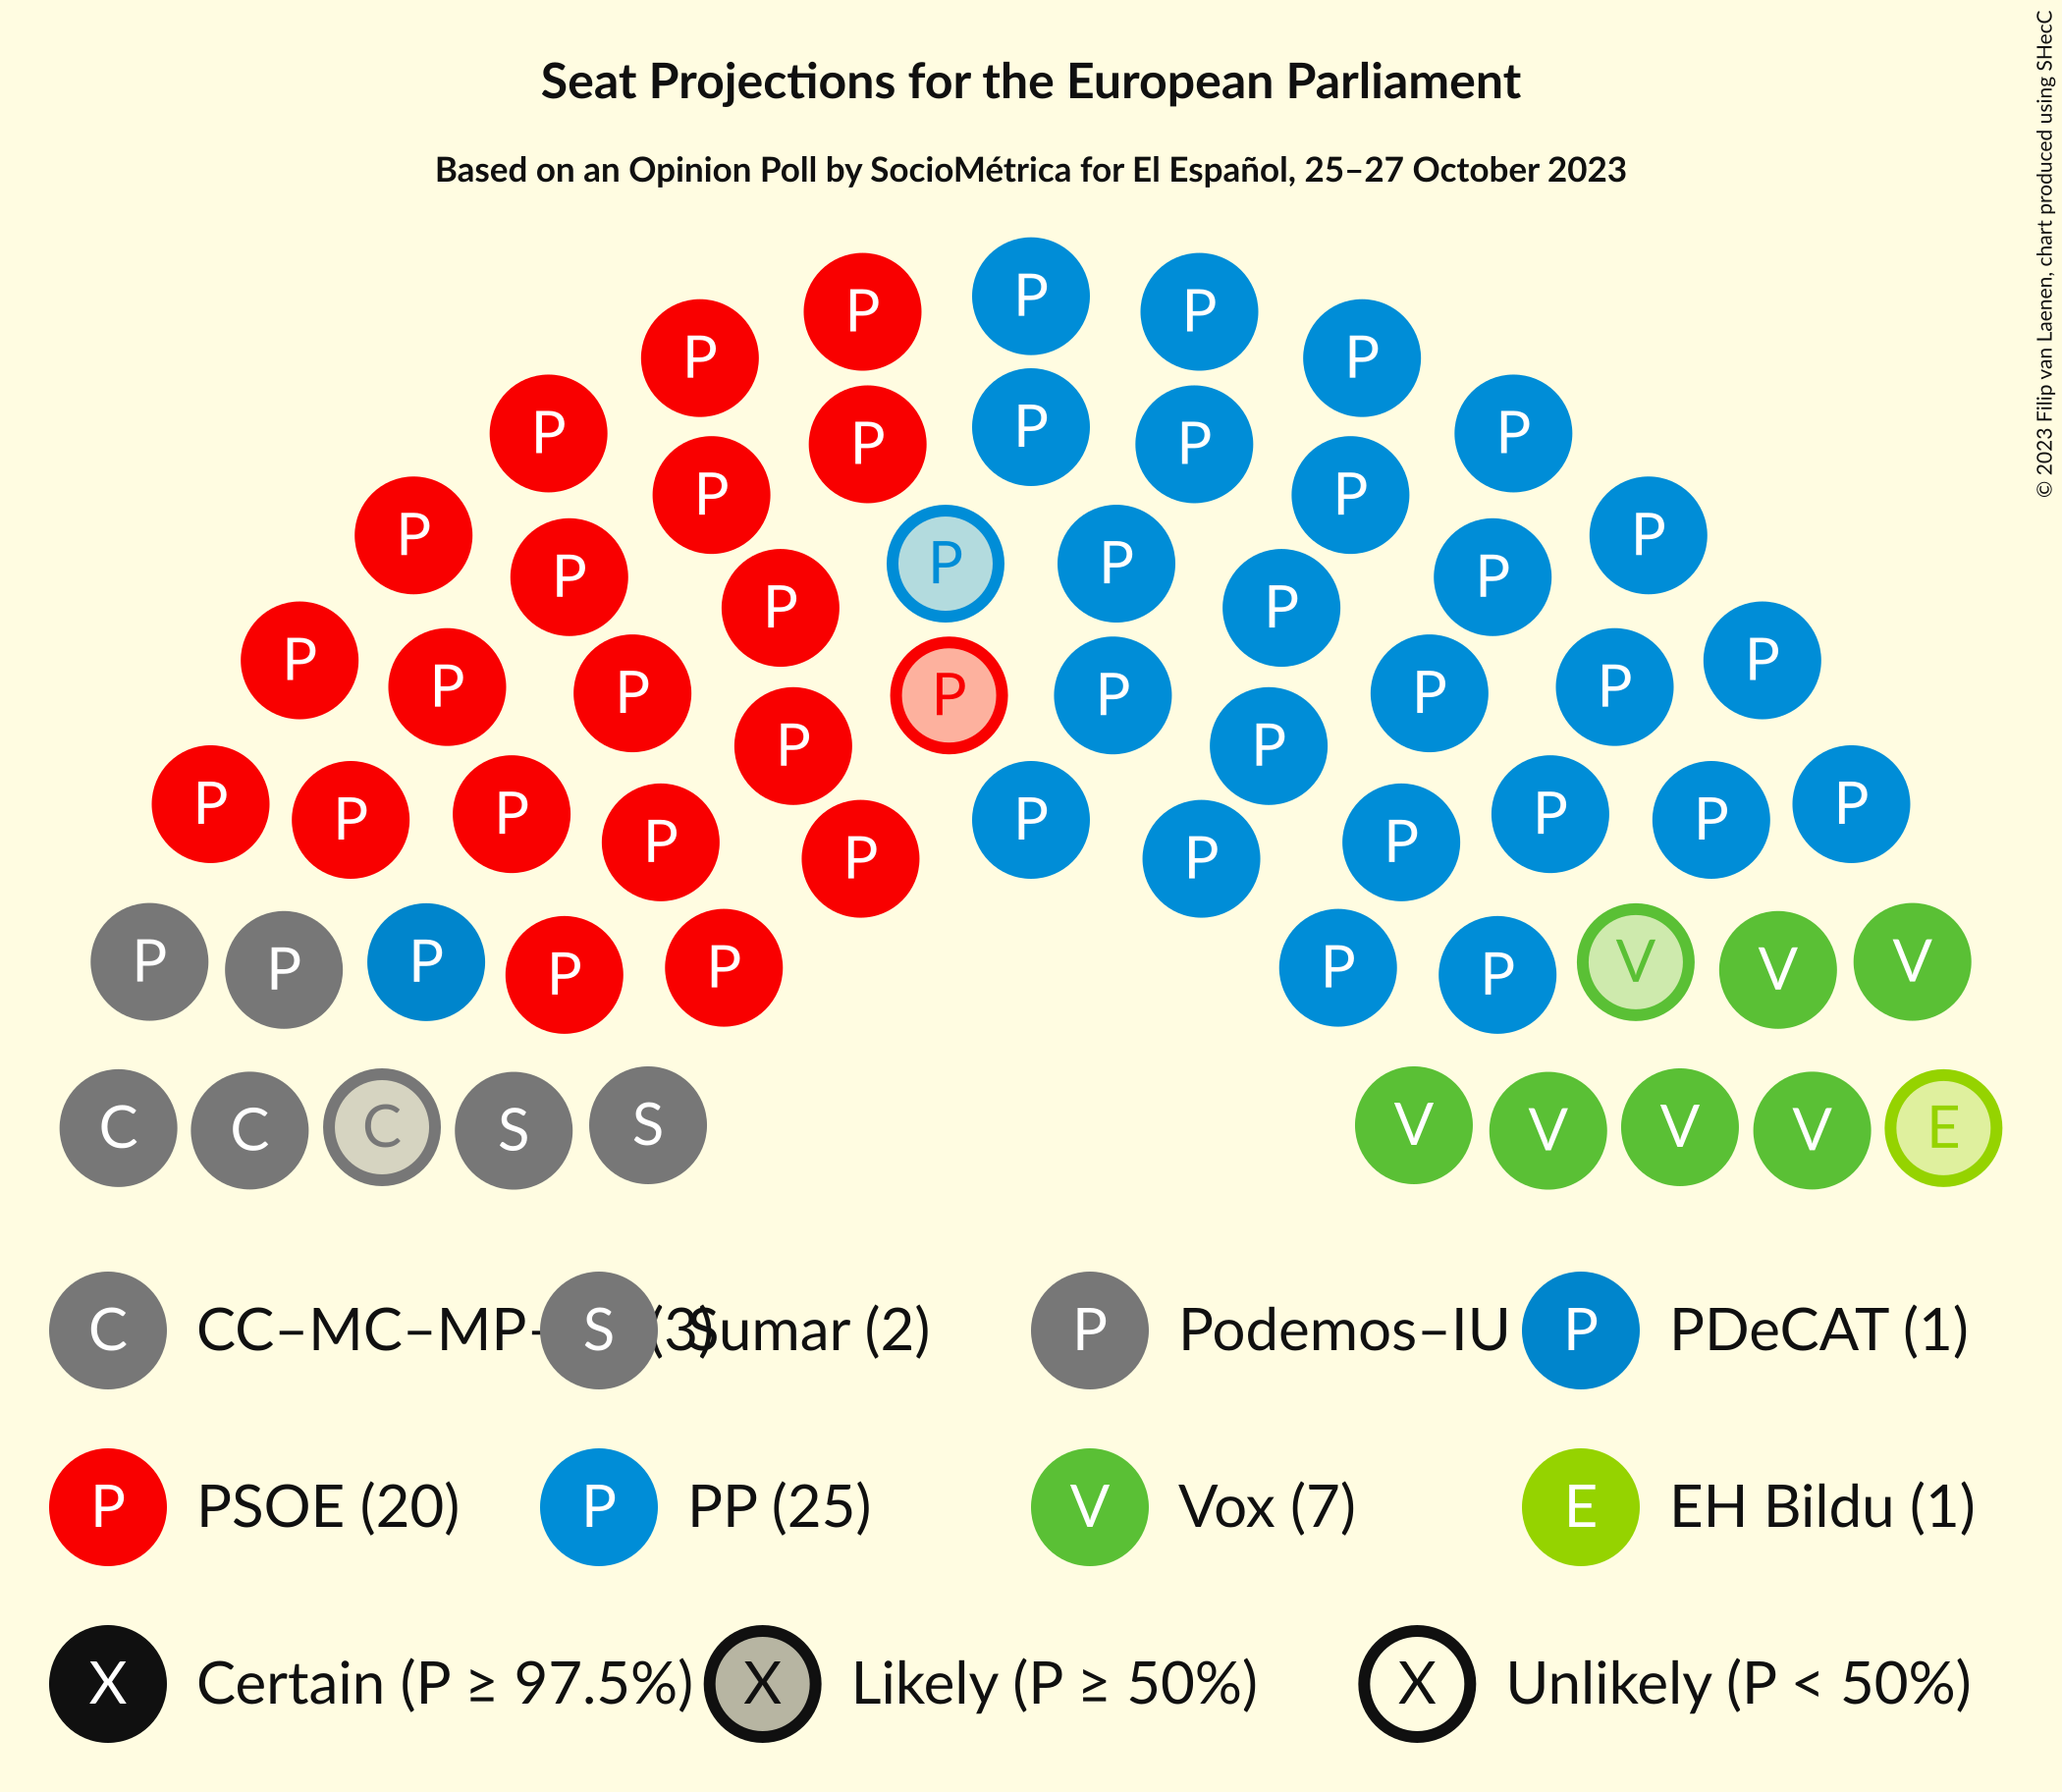 Seat Projections for the European Parliament
Based on an Opinion Poll by SocioMétrica for El Español, 25–27 October 2023
© 2023 Filip van Laenen, chart produced using SHecC
P
P P
P P
P
P P
P P
P P
P P
P P
P P
P P
P P
P P
P P P P
P P
P P
P P P P P
P P
P P
P P P P P P P V V V
C C C S S V V V V E
C CC–MC–MP– (3) S Sumar (2) P Podemos–IU P PDeCAT (1)
P PSOE (20) P PP (25) V Vox (7) E EH Bildu (1)
X Certain (P ≥ 97.5%) X Likely (P ≥ 50%) X Unlikely (P < 50%)